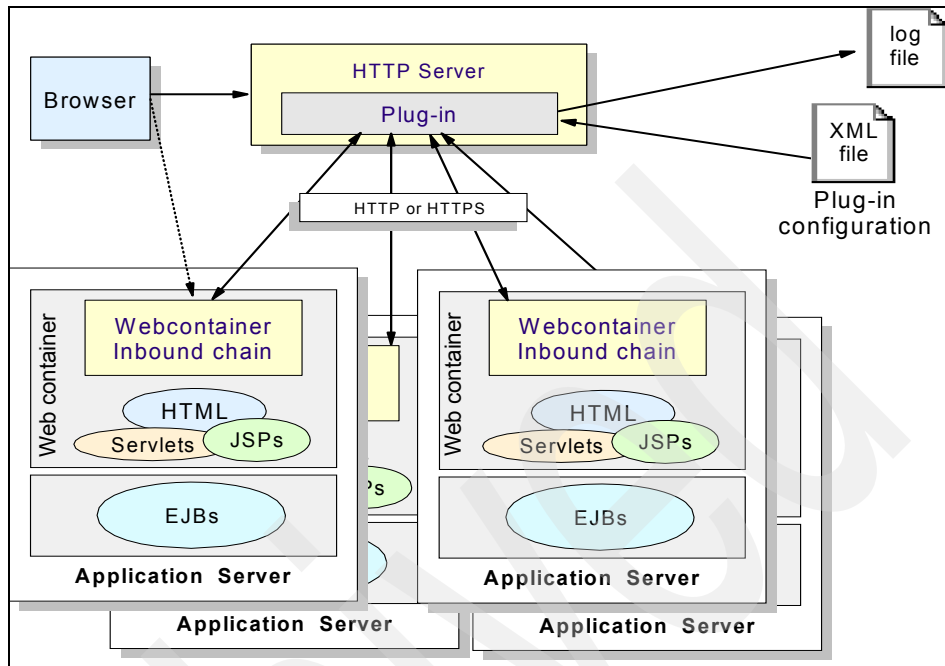 log
file
HTTP Server
Browser
Plug-in
XML
file
HTTP or HTTPS
Plug-in
configuration
Web container
Webcontainer
Inbound chain
HTML
Servlets
JSPs
EJBs
Application Server
Web container
Webcontainer
Inbound chain
HTML
Servlets
JSPs
EJBs
Application Server
Application Server
Application Server